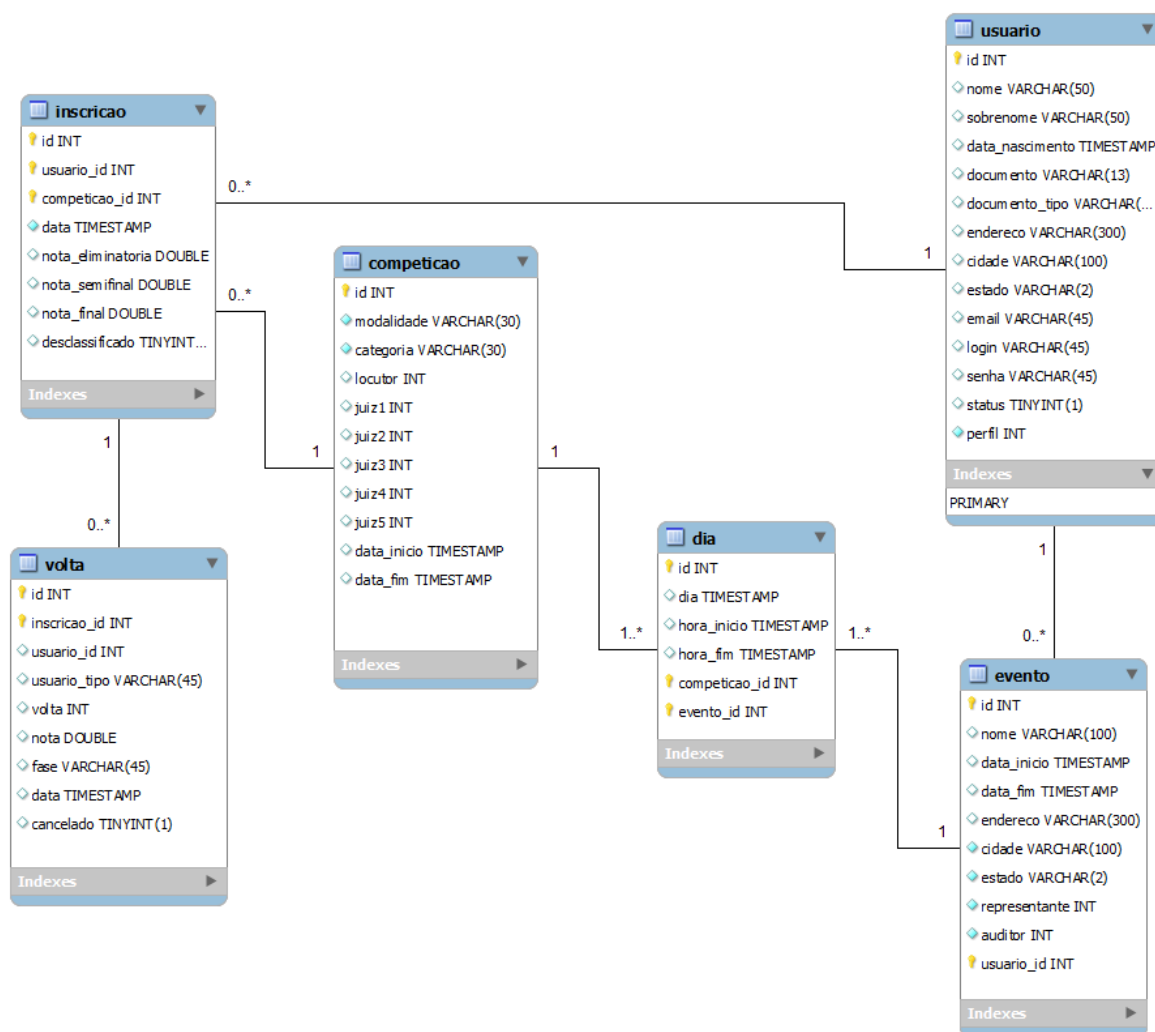 usuario
id INT
nome VARCHAR(50)
sobrenome VARCHAR(50)
data_nascimento TIMESTAMP
documento VARCHAR(13)
documento_tipo VARCHAR(...
endereco VARCHAR(300)
cidade VARCHAR(100)
estado VARCHAR(2)
email VARCHAR(45)
login VARCHAR(45)
senha VARCHAR(45)
status TINYINT(1)
perfil INT
Indexes
PRIMARY
inscricao
id INT
usuario_id INT
competicao_id INT
data TIMESTAMP
nota_eliminatoria DOUBLE
nota_semifinal DOUBLE
nota_final DOUBLE
desclassificado TINYINT...
Indexes
0..*
1
0..*
1
1
0..*
competicao
id INT
modalidade VARCHAR(30)
categoria VARCHAR(30)
locutor INT
juiz1 INT
juiz2 INT
juiz3 INT
juiz4 INT
juiz5 INT
data_inicio TIMESTAMP
data_fim TIMESTAMP
Indexes
1
1..*
volta
id INT
inscricao_id INT
usuario_id INT
usuario_tipo VARCHAR(45)
volta INT
nota DOUBLE
fase VARCHAR(45)
data TIMESTAMP
cancelado TINYINT(1)
Indexes
dia
id INT
dia TIMESTAMP
hora_inicio TIMESTAMP
hora_fim TIMESTAMP
competicao_id INT
evento_id INT
Indexes
1..*
1
1
0..*
evento
id INT
nome VARCHAR(100)
data_inicio TIMESTAMP
data_fim TIMESTAMP
endereco VARCHAR(300)
cidade VARCHAR(100)
estado VARCHAR(2)
representante INT
auditor INT
usuario_id INT
Indexes